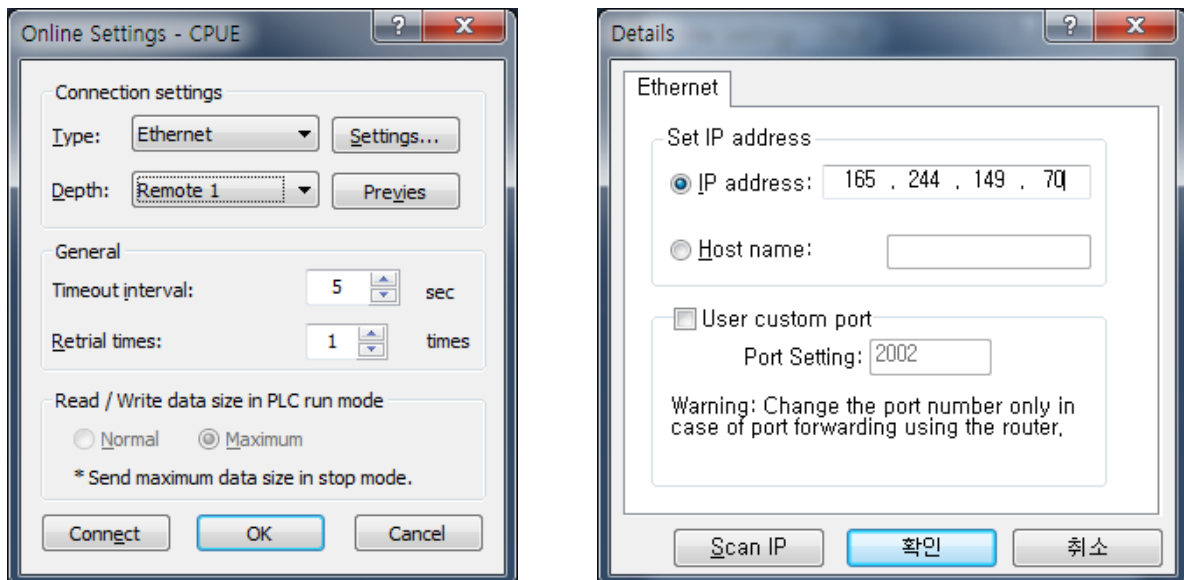 Online Settings - CPUE
Connection settings
Type: Ethernet Settings...
Depth: Remote 1 Previes
General
Timeout interval: 5 sec
Retrial times: 1 times
Read / Write data size in PLC run mode
Normal Maximum
* Send maximum data size in stop mode.
Connect OK Cancel
Details
Ethernet
Set IP address
IP address: 165 . 244 . 149 . 70
Host name:
User custom port
Port Setting: 2002
Warning: Change the port number only in
case of port forwarding using the router.
Scan IP 확인 취소